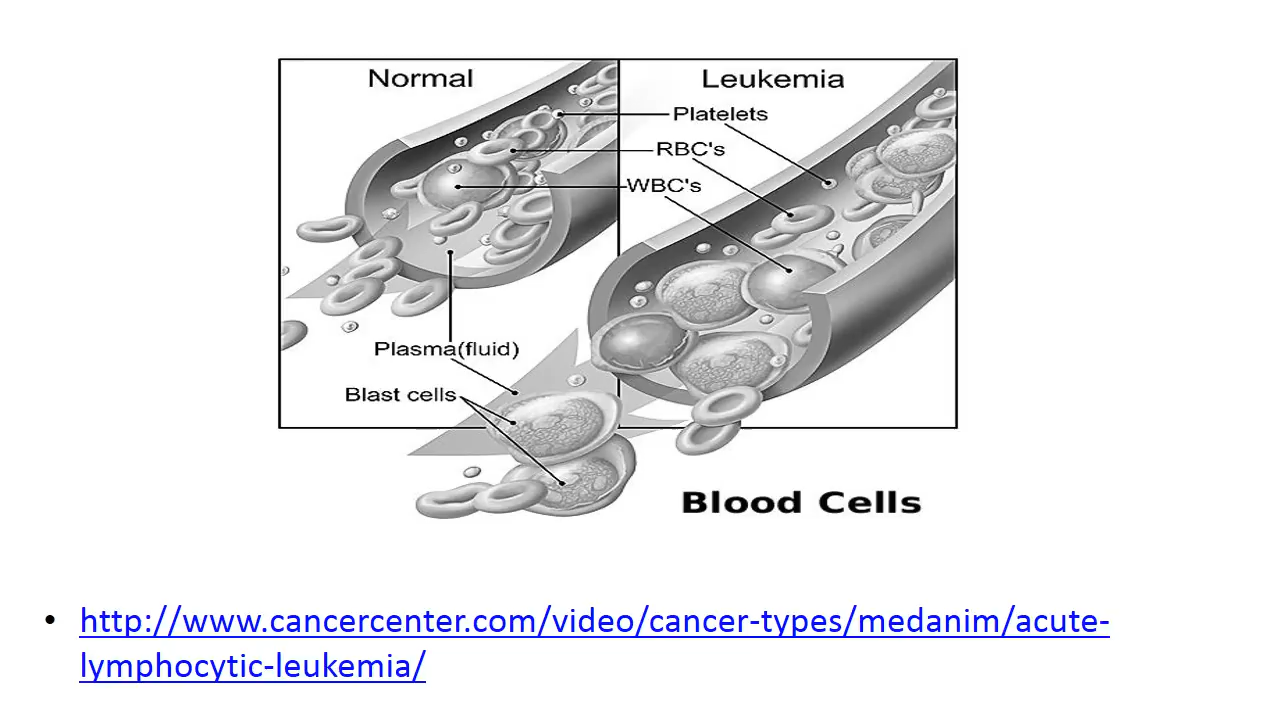 Normal
Leukemia
Platelets
RBC's
WBC's
Plasma(fluid)
Blast cells
Blood Cells
• http://www.cancercenter.com/video/cancer-types/medanim/acute-
lymphocytic-leukemia/